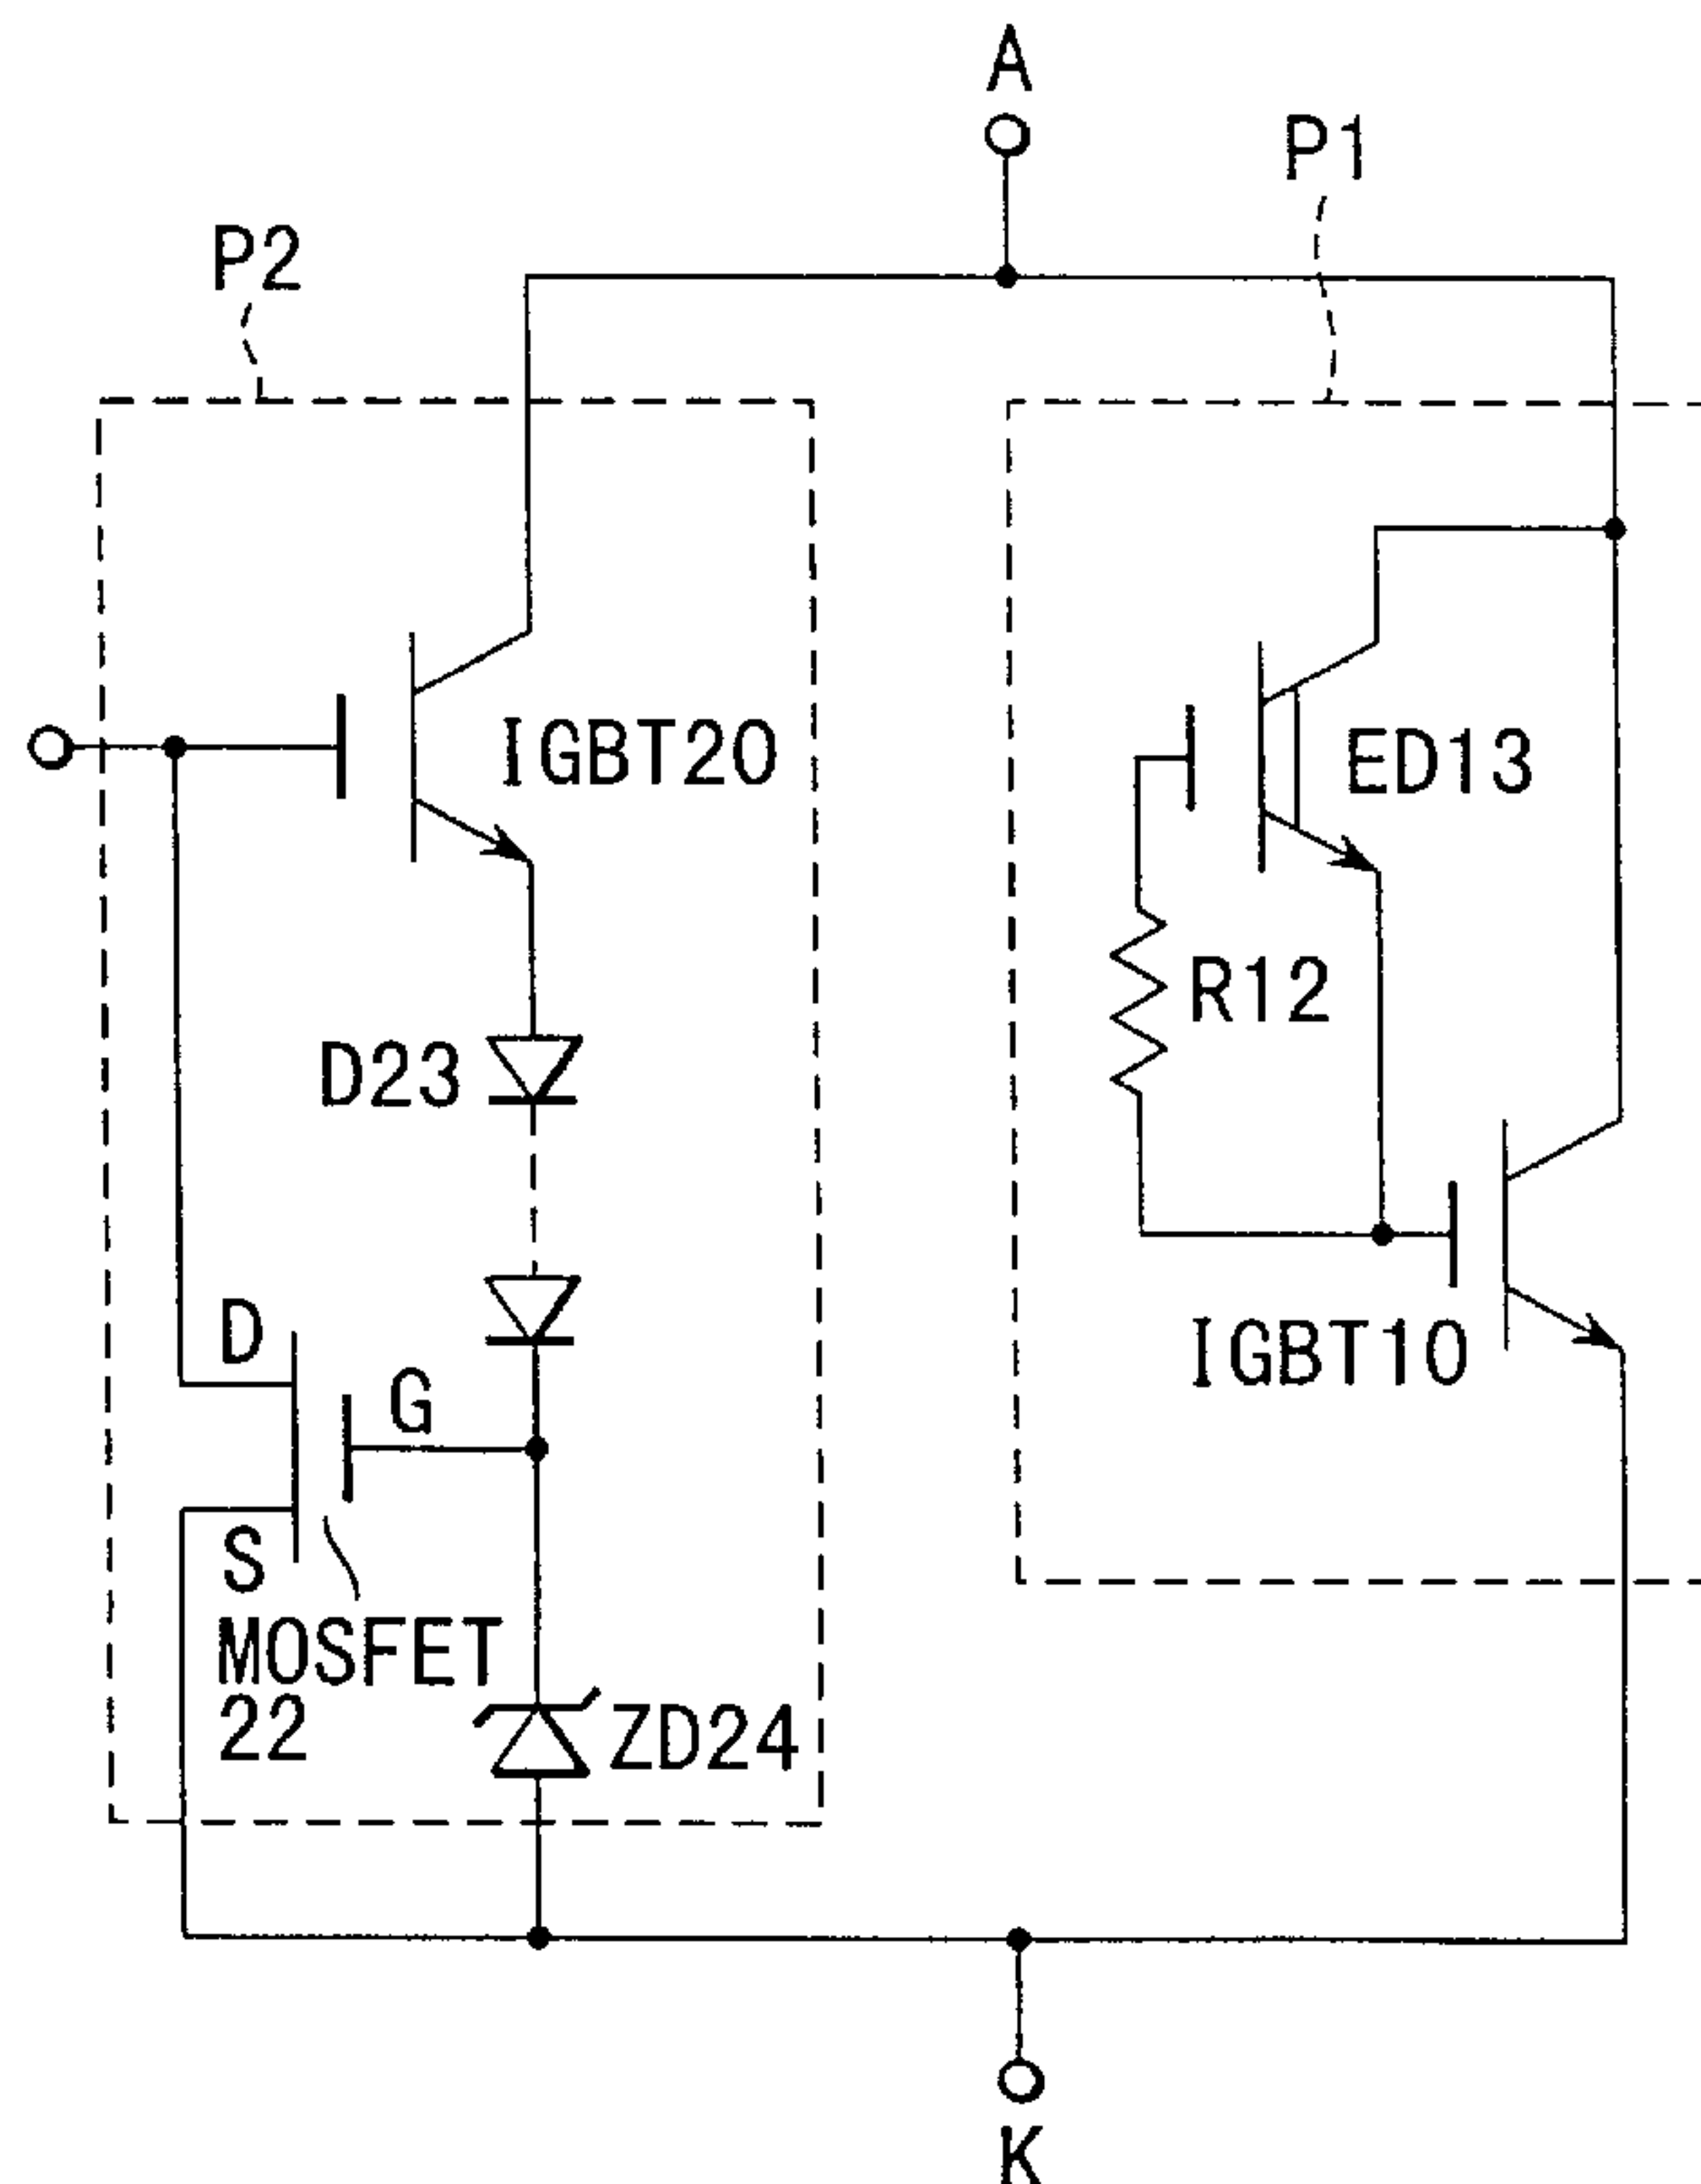 A
P1
P2
IGBT20
ED13
R12
D23
D
G
IGBT10
S
MOSFET
22
ZD24
K